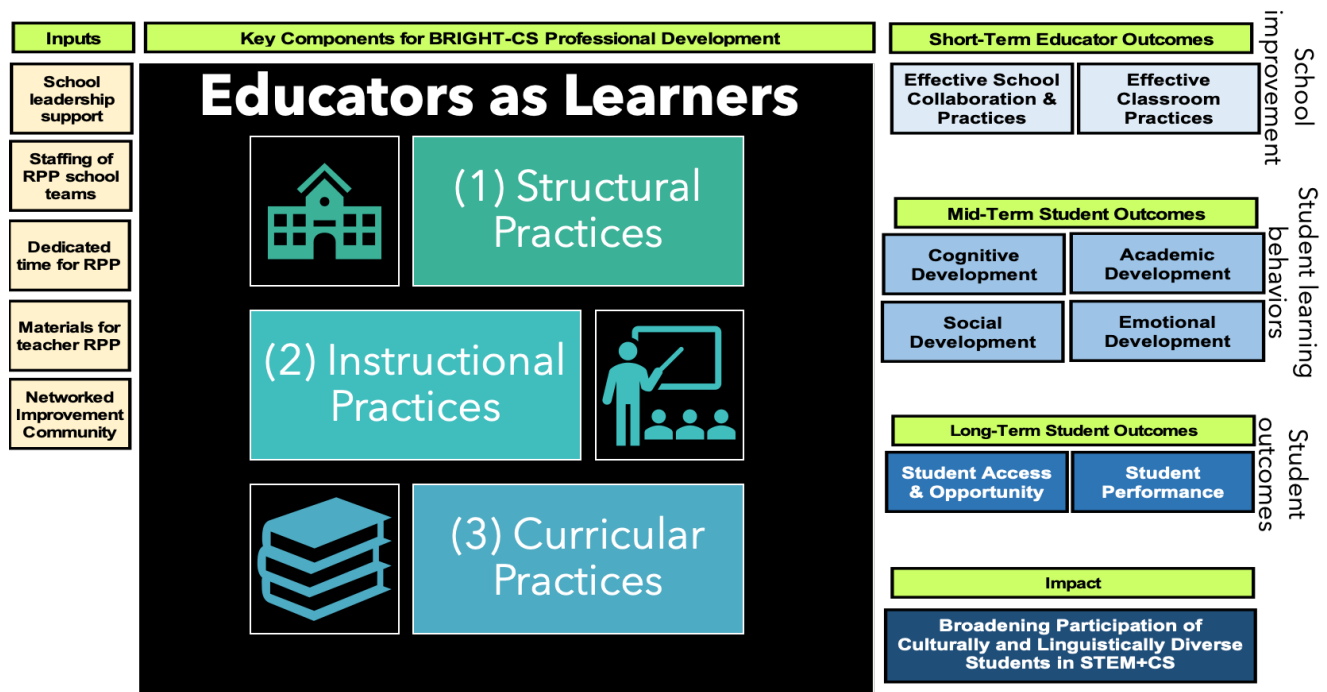 Inputs
School
leadership
support
Staffing of
RPP school
teams
Dedicated
time for RPP
Materials for
teacher RPP
Networked
Improvement
Community
Key Components for BRIGHT-CS Professional Development
Educators as Learners
(1) Structural
Practices
(2) Instructional
Practices
(3) Curricular
Practices
Short-Term Educator Outcomes
Effective School
Collaboration &
Practices
Effective
Classroom
Practices
School
improvement
Mid-Term Student Outcomes
Cognitive
Development
Academic
Development
Social
Development
Emotional
Development
Student learning
behaviors
Long-Term Student Outcomes
Student Access
& Opportunity
Student
Performance
Student
outcomes
Impact
Broadening Participation of
Culturally and Linguistically Diverse
Students in STEM+CS